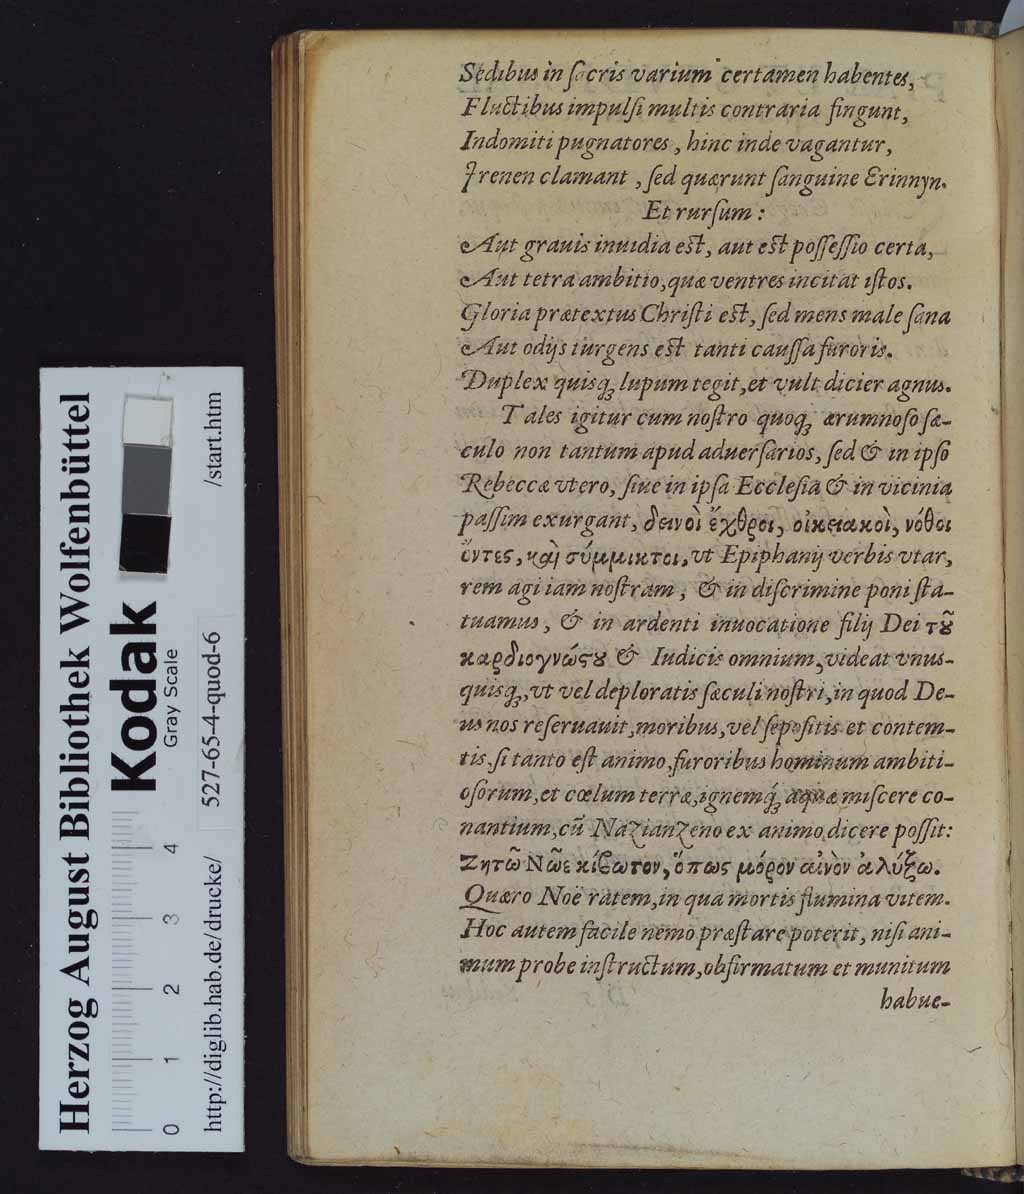 Sedibus in sacris varium certamen habentes,
Fluctibus impulsi multis contraria fingunt,
Indomiti pugnatores, hinc inde vagantur,
Irenen clamant, sed quærunt sanguine Erinnyn.
Et rursum:
Aut grauis inuidia est, aut est possessio certa,
Aut tetra ambitio, quæ ventres incitat istos.
Gloria prætextus Christi est, sed mens male sana
Aut odijs turgens est tanti caussa furoris.
Duplex quisq́; lupum tegit, et vult dicier agnus.
Tales igitur cum nostro quoq́; ærumnoso sæ-
culo non tantum apud aduersarios, sed & in ipso
Rebeccæ vtero, siue in ipsa Ecclesia & in vicinia
passim exurgant, δεινοὶ ἔχθροι, οἰκειακοὶ, νόθοι
ὄντες, καὶ σύμμικτοι, vt Epiphanij verbis vtar,
rem agi iam nostram, & in discrimine poni sta-
tuamus, & in ardenti inuocatione filij Dei τȣ͂
καρδιογνώςȣ & Iudicis omnium, videat vnus-
quisq́;, vt vel deploratis sæculi nostri, in quod De-
us nos reseruauit, moribus, vel sepositis et contem-
tis, si tanto est animo, furoribus hominum ambiti-
osorum, et cœlum terræ, ignemq́; aquæ miscere co-
nantium, cū Nazianzeno ex animo dicere possit:
Ζητῶ Νῶε κίβωτον, ὅπως μόρον αἰνὸν ἀλύξω.
Quæro Noë ratem, in qua mortis flumina vitem.
Hoc autem facile nemo præstare poterit, nisi ani-
mum probe instructum, obfirmatum et munitum
habue-
Herzog August Bibliothek Wolfenbüttel
Kodak
Gray Scale
0 1 2 3 4
http://diglib.hab.de/drucke/ 527-65-4-quod-6 /start.htm